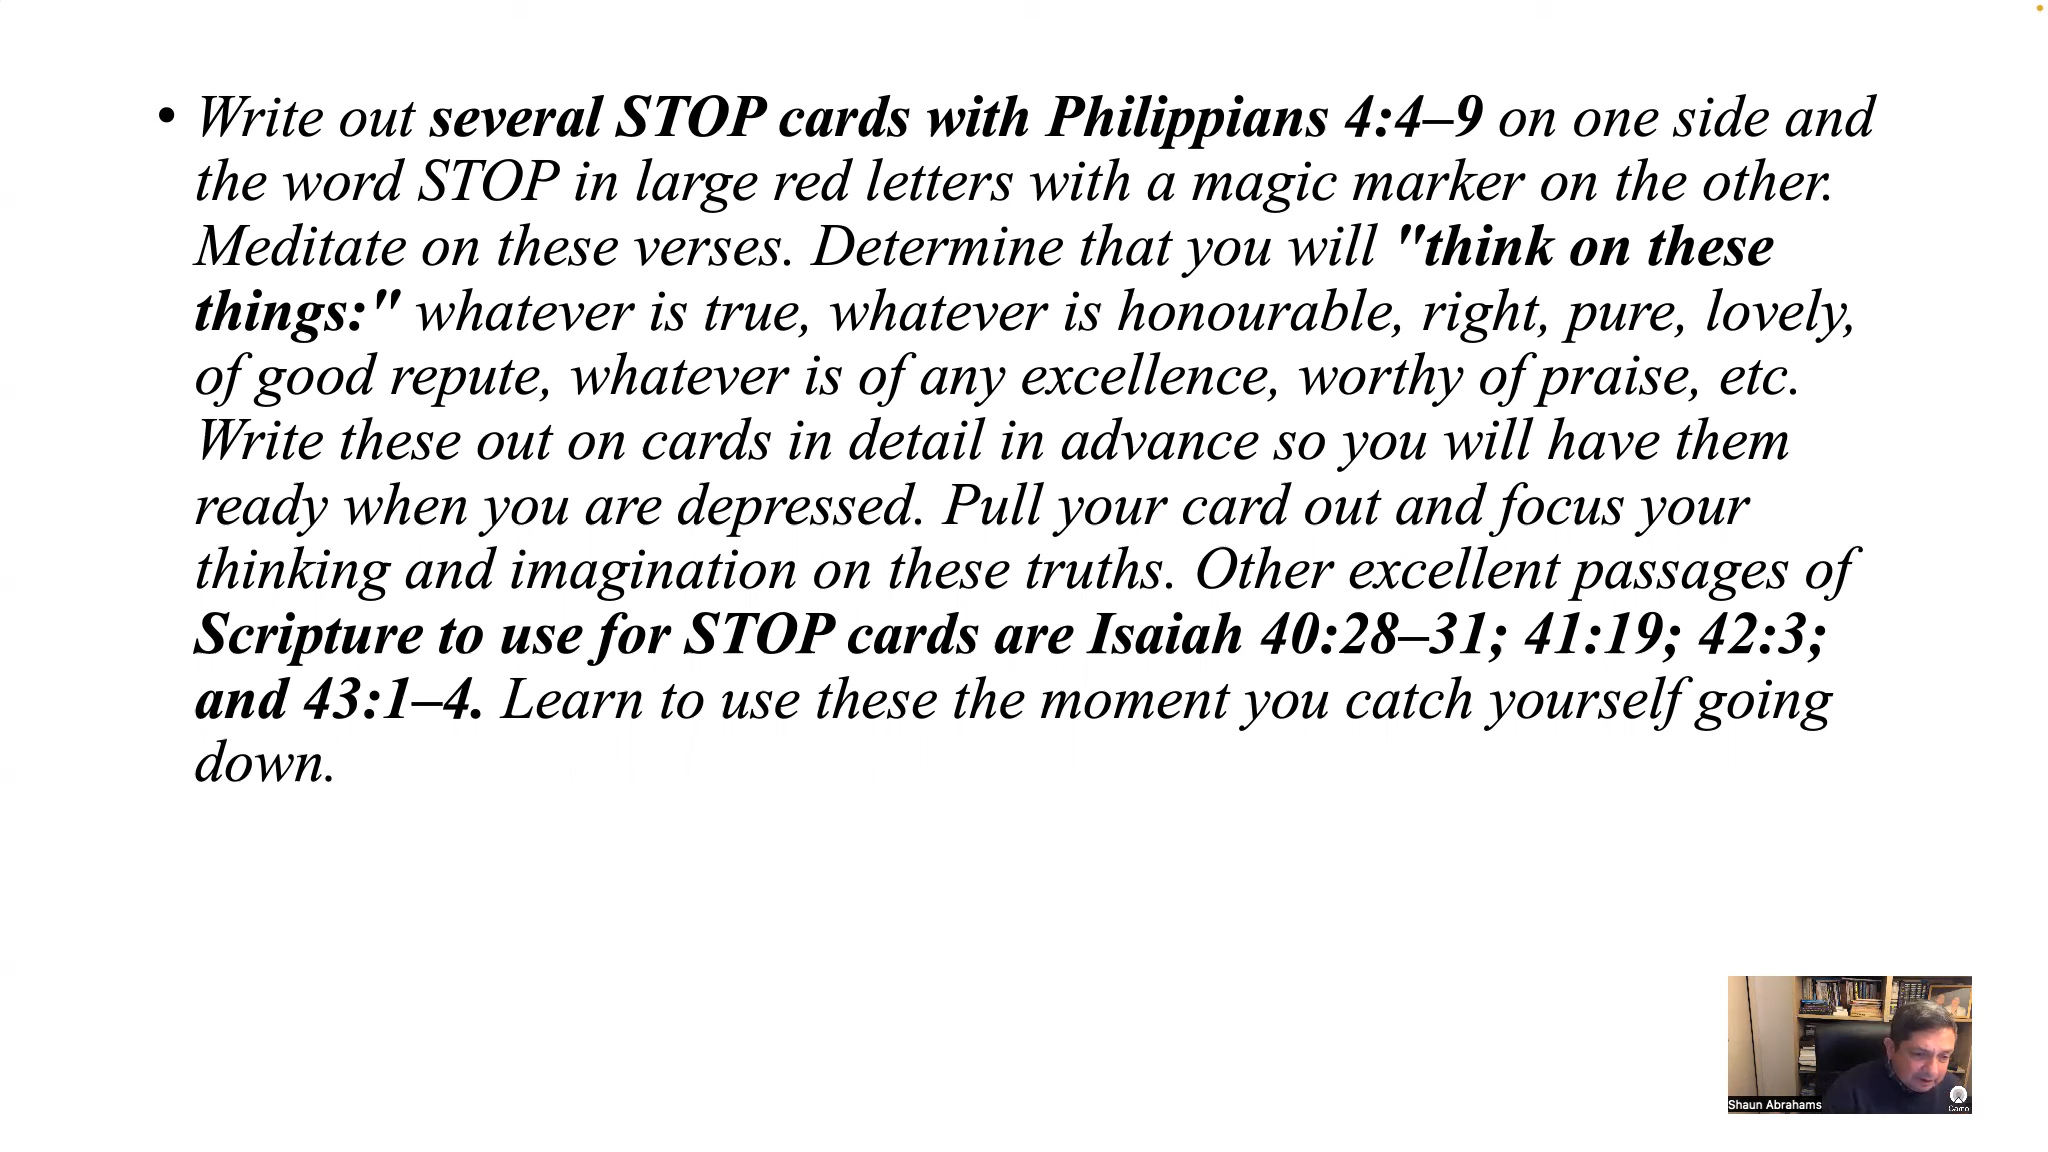 • Write out several STOP cards with Philippians 4:4–9 on one side and
the word STOP in large red letters with a magic marker on the other.
Meditate on these verses. Determine that you will "think on these
things:" whatever is true, whatever is honourable, right, pure, lovely,
of good repute, whatever is of any excellence, worthy of praise, etc.
Write these out on cards in detail in advance so you will have them
ready when you are depressed. Pull your card out and focus your
thinking and imagination on these truths. Other excellent passages of
Scripture to use for STOP cards are Isaiah 40:28–31; 41:19; 42:3;
and 43:1–4. Learn to use these the moment you catch yourself going
down.
Shaun Abrahams